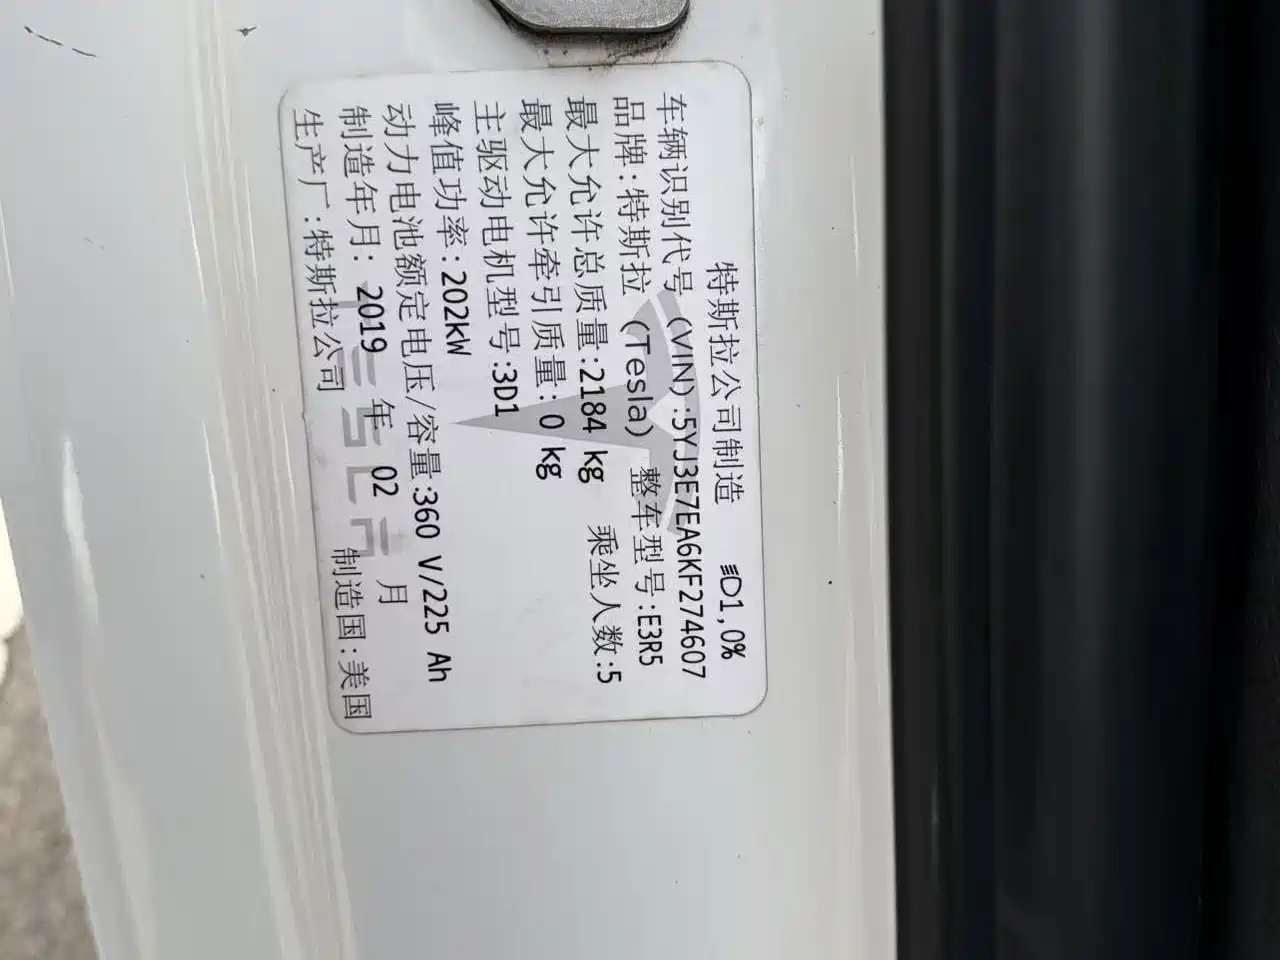 特斯拉公司制造 1,0%
车辆识别代号(VIN):5YJ3E7EA6KF274607
品牌:特斯拉(Tesla) 整车型号:E3R5
最大允许总质量:2184 kg 乘坐人数:5
最大允许牵引质量: 0 kg
主驱动电机型号:3D1
峰值功率:202kW
动力电池额定电压/容量:360 V/225 Ah
制造年月: 2019 年 02 月
生产厂:特斯拉公司 制造国:美国
TESLA